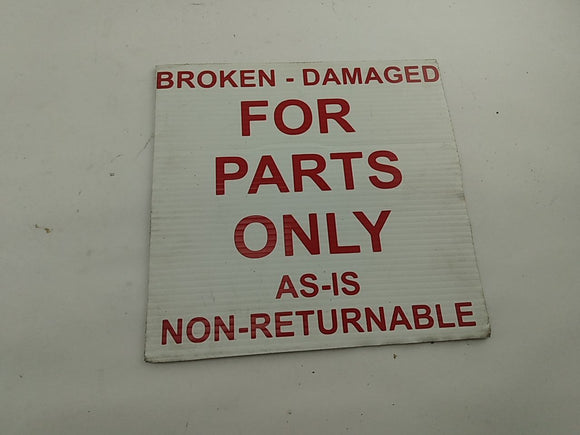 BROKEN - DAMAGED
FOR
PARTS
ONLY
AS-IS
NON-RETURNABLE